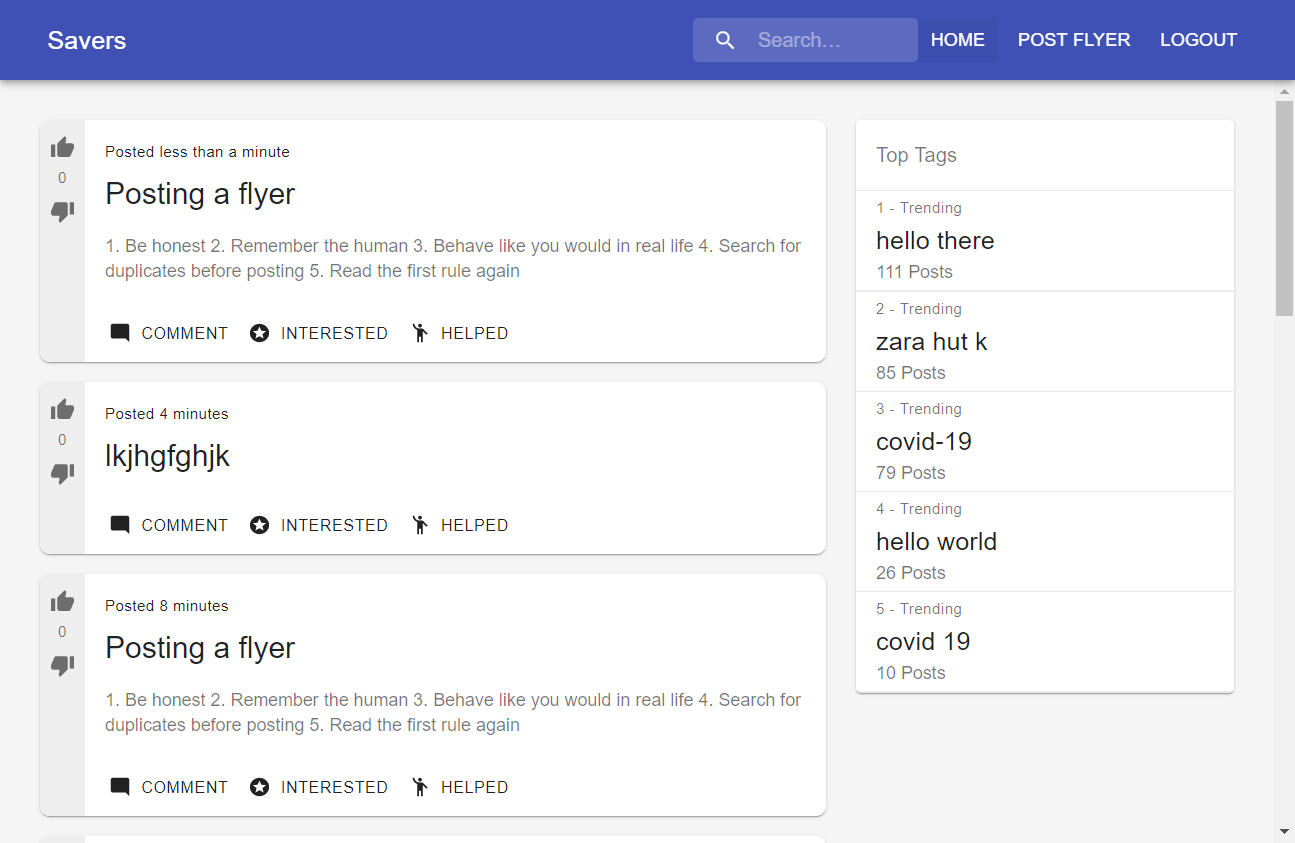 Savers
Search…
HOME
POST FLYER
LOGOUT
0
Posted less than a minute
Posting a flyer
1. Be honest 2. Remember the human 3. Behave like you would in real life 4. Search for
duplicates before posting 5. Read the first rule again
COMMENT
INTERESTED
HELPED
0
Posted 4 minutes
lkjhgfghjk
COMMENT
INTERESTED
HELPED
0
Posted 8 minutes
Posting a flyer
1. Be honest 2. Remember the human 3. Behave like you would in real life 4. Search for
duplicates before posting 5. Read the first rule again
COMMENT
INTERESTED
HELPED
Top Tags
1 - Trending
hello there
111 Posts
2 - Trending
zara hut k
85 Posts
3 - Trending
covid-19
79 Posts
4 - Trending
hello world
26 Posts
5 - Trending
covid 19
10 Posts